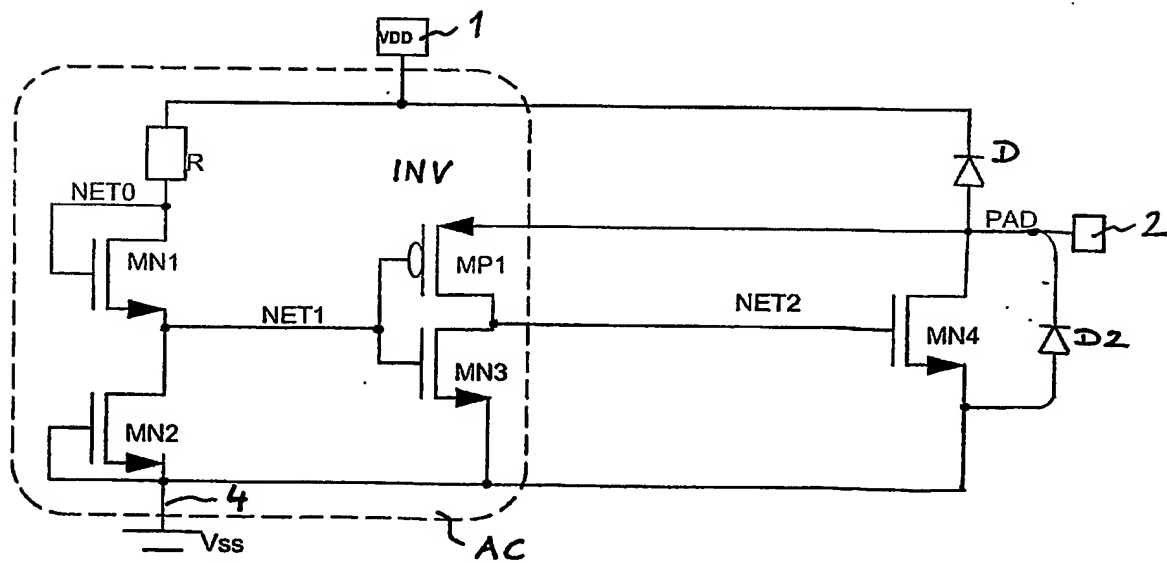 VDD 1
R
INV
D
NET0
PAD 2
MN1
MP1
NET1
NET2
D2
MN4
MN3
MN2
4
Vss
AC